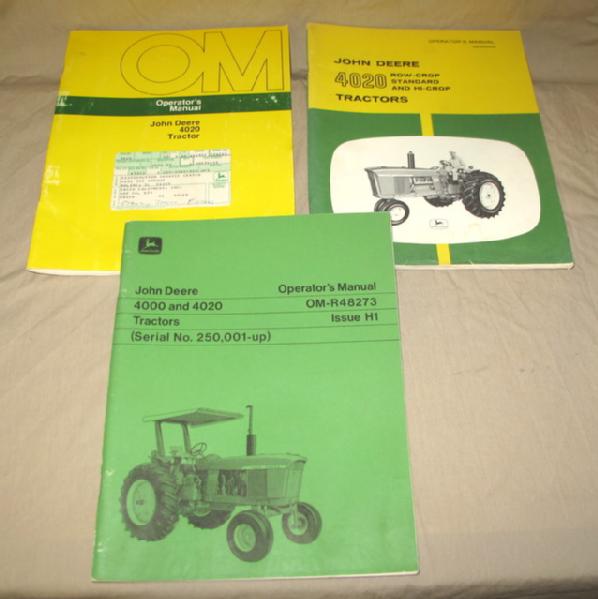 OM
Operator's
Manual
John Deere
4020
Tractor
OPERATOR'S MANUAL
JOHN DEERE
4020 ROW-CROP
STANDARD
AND HI-CROP
TRACTORS
John Deere
4000 and 4020
Tractors
(Serial No. 250,001-up)
Operator's Manual
OM-R48273
Issue H1